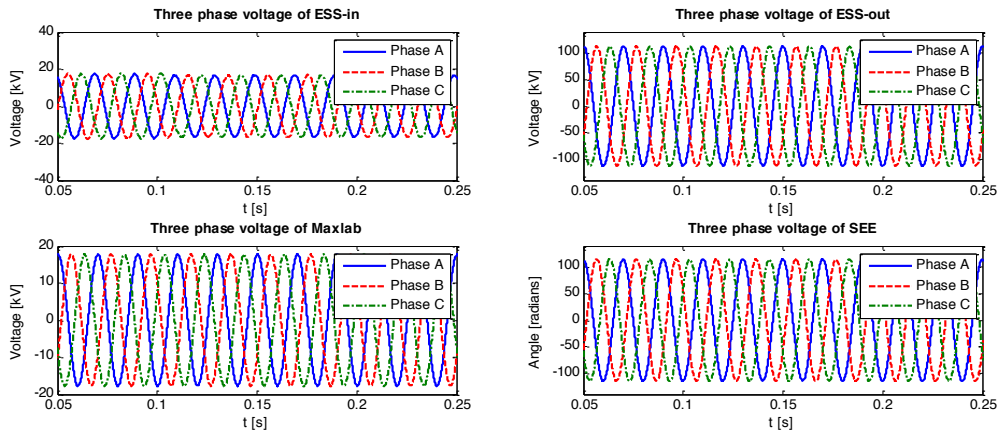 Three phase voltage of ESS-in
Voltage [kV]
40
20
0
-20
-40
0.05
0.1
0.15
0.2
0.25
t [s]
Phase A
Phase B
Phase C
Three phase voltage of ESS-out
Voltage [kV]
100
50
0
-50
-100
0.05
0.1
0.15
0.2
0.25
t [s]
Phase A
Phase B
Phase C
Three phase voltage of Maxlab
Voltage [kV]
20
10
0
-10
-20
0.05
0.1
0.15
0.2
0.25
t [s]
Phase A
Phase B
Phase C
Three phase voltage of SEE
Angle [radians]
100
50
0
-50
-100
0.05
0.1
0.15
0.2
0.25
t [s]
Phase A
Phase B
Phase C